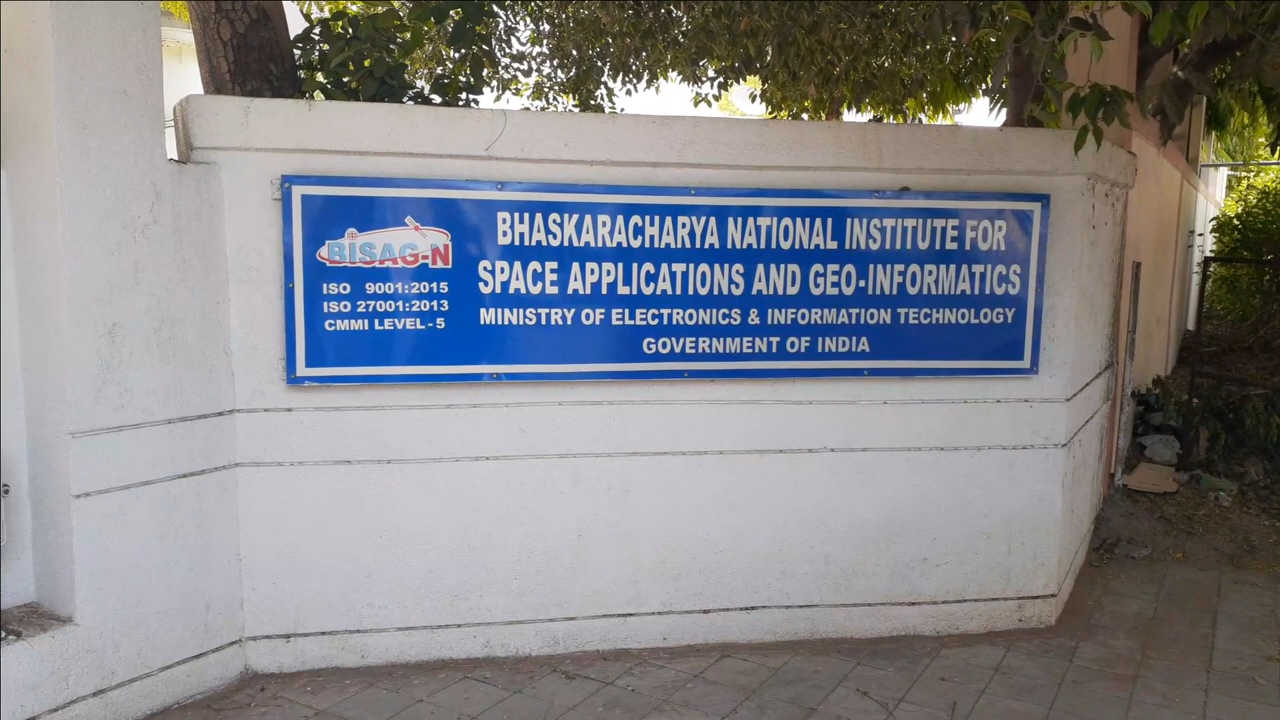 BISAG-N
ISO 9001:2015
ISO 27001:2013
CMMI LEVEL-5
BHASKARACHARYA NATIONAL INSTITUTE FOR
SPACE APPLICATIONS AND GEO-INFORMATICS
MINISTRY OF ELECTRONICS & INFORMATION TECHNOLOGY
GOVERNMENT OF INDIA